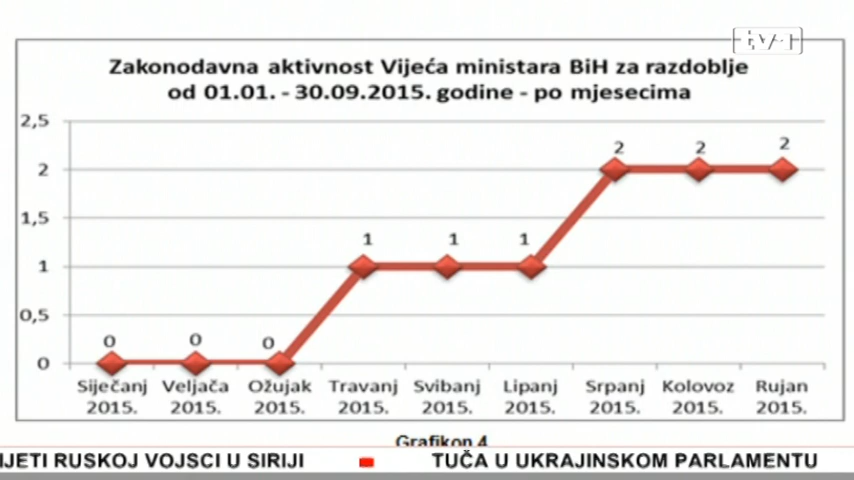 Zakonodavna aktivnost Vijeća ministara BiH za razdoblje
od 01.01. - 30.09.2015. godine - po mjesecima
2,5
2
1,5
1
0,5
0
0 0 0 1 1 1 2 2 2
Siječanj Veljača Ožujak Travanj Svibanj Lipanj Srpanj Kolovoz Rujan
2015. 2015. 2015. 2015. 2015. 2015. 2015. 2015. 2015.
Grafikon 4
IJETI RUSKOJ VOJSCI U SIRIJI TUČA U UKRAJINSKOM PARLAMENTU